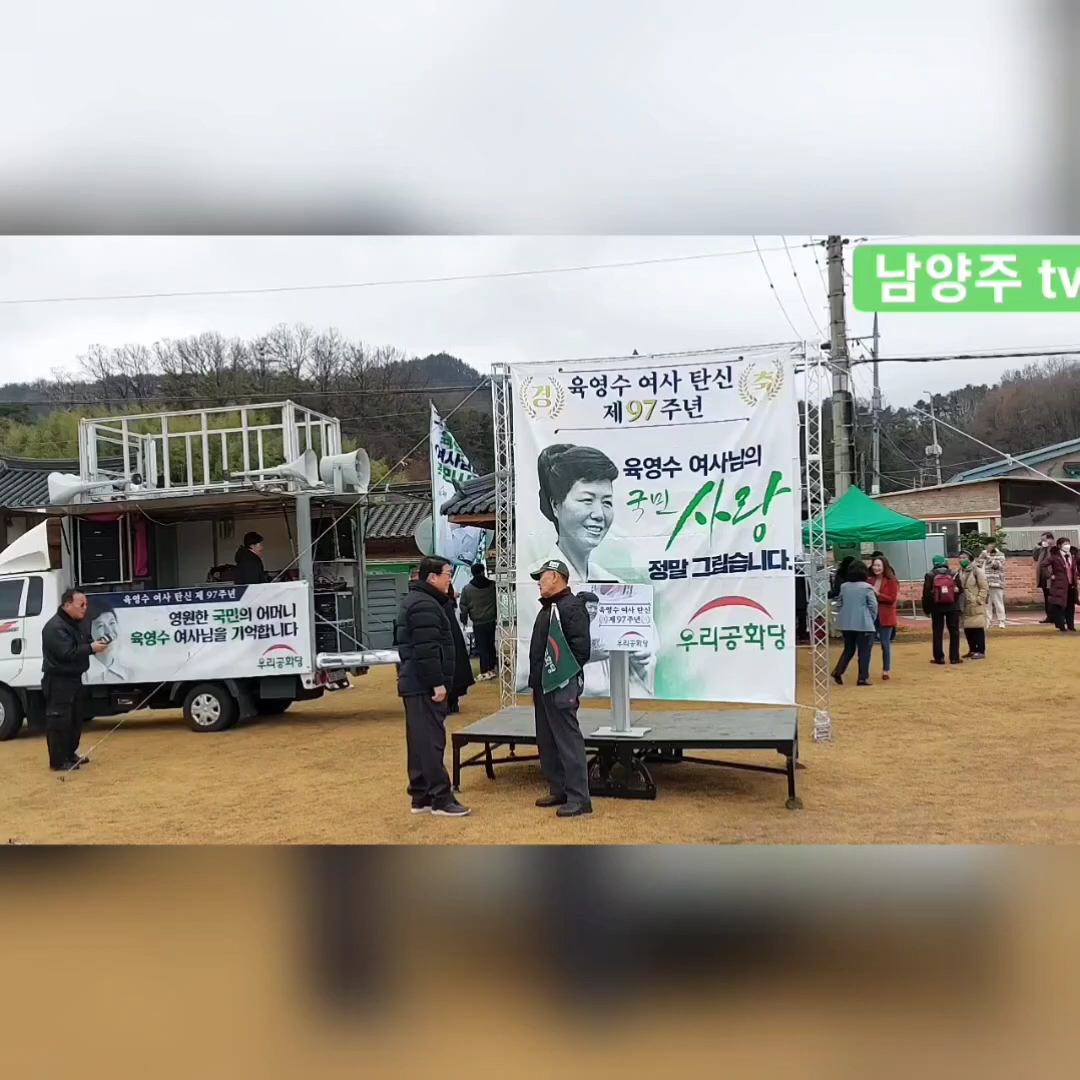 남양주 tv
경 육영수 여사 탄신 축
제97주년
육영수 여사님의
국민 사랑
정말 그립습니다.
우리공화당
육영수 여사 탄신
제97주년
우리공화당
육영수 여사 탄신 제 97주년
영원한 국민의 어머니
육영수 여사님을 기억합니다
우리공화당